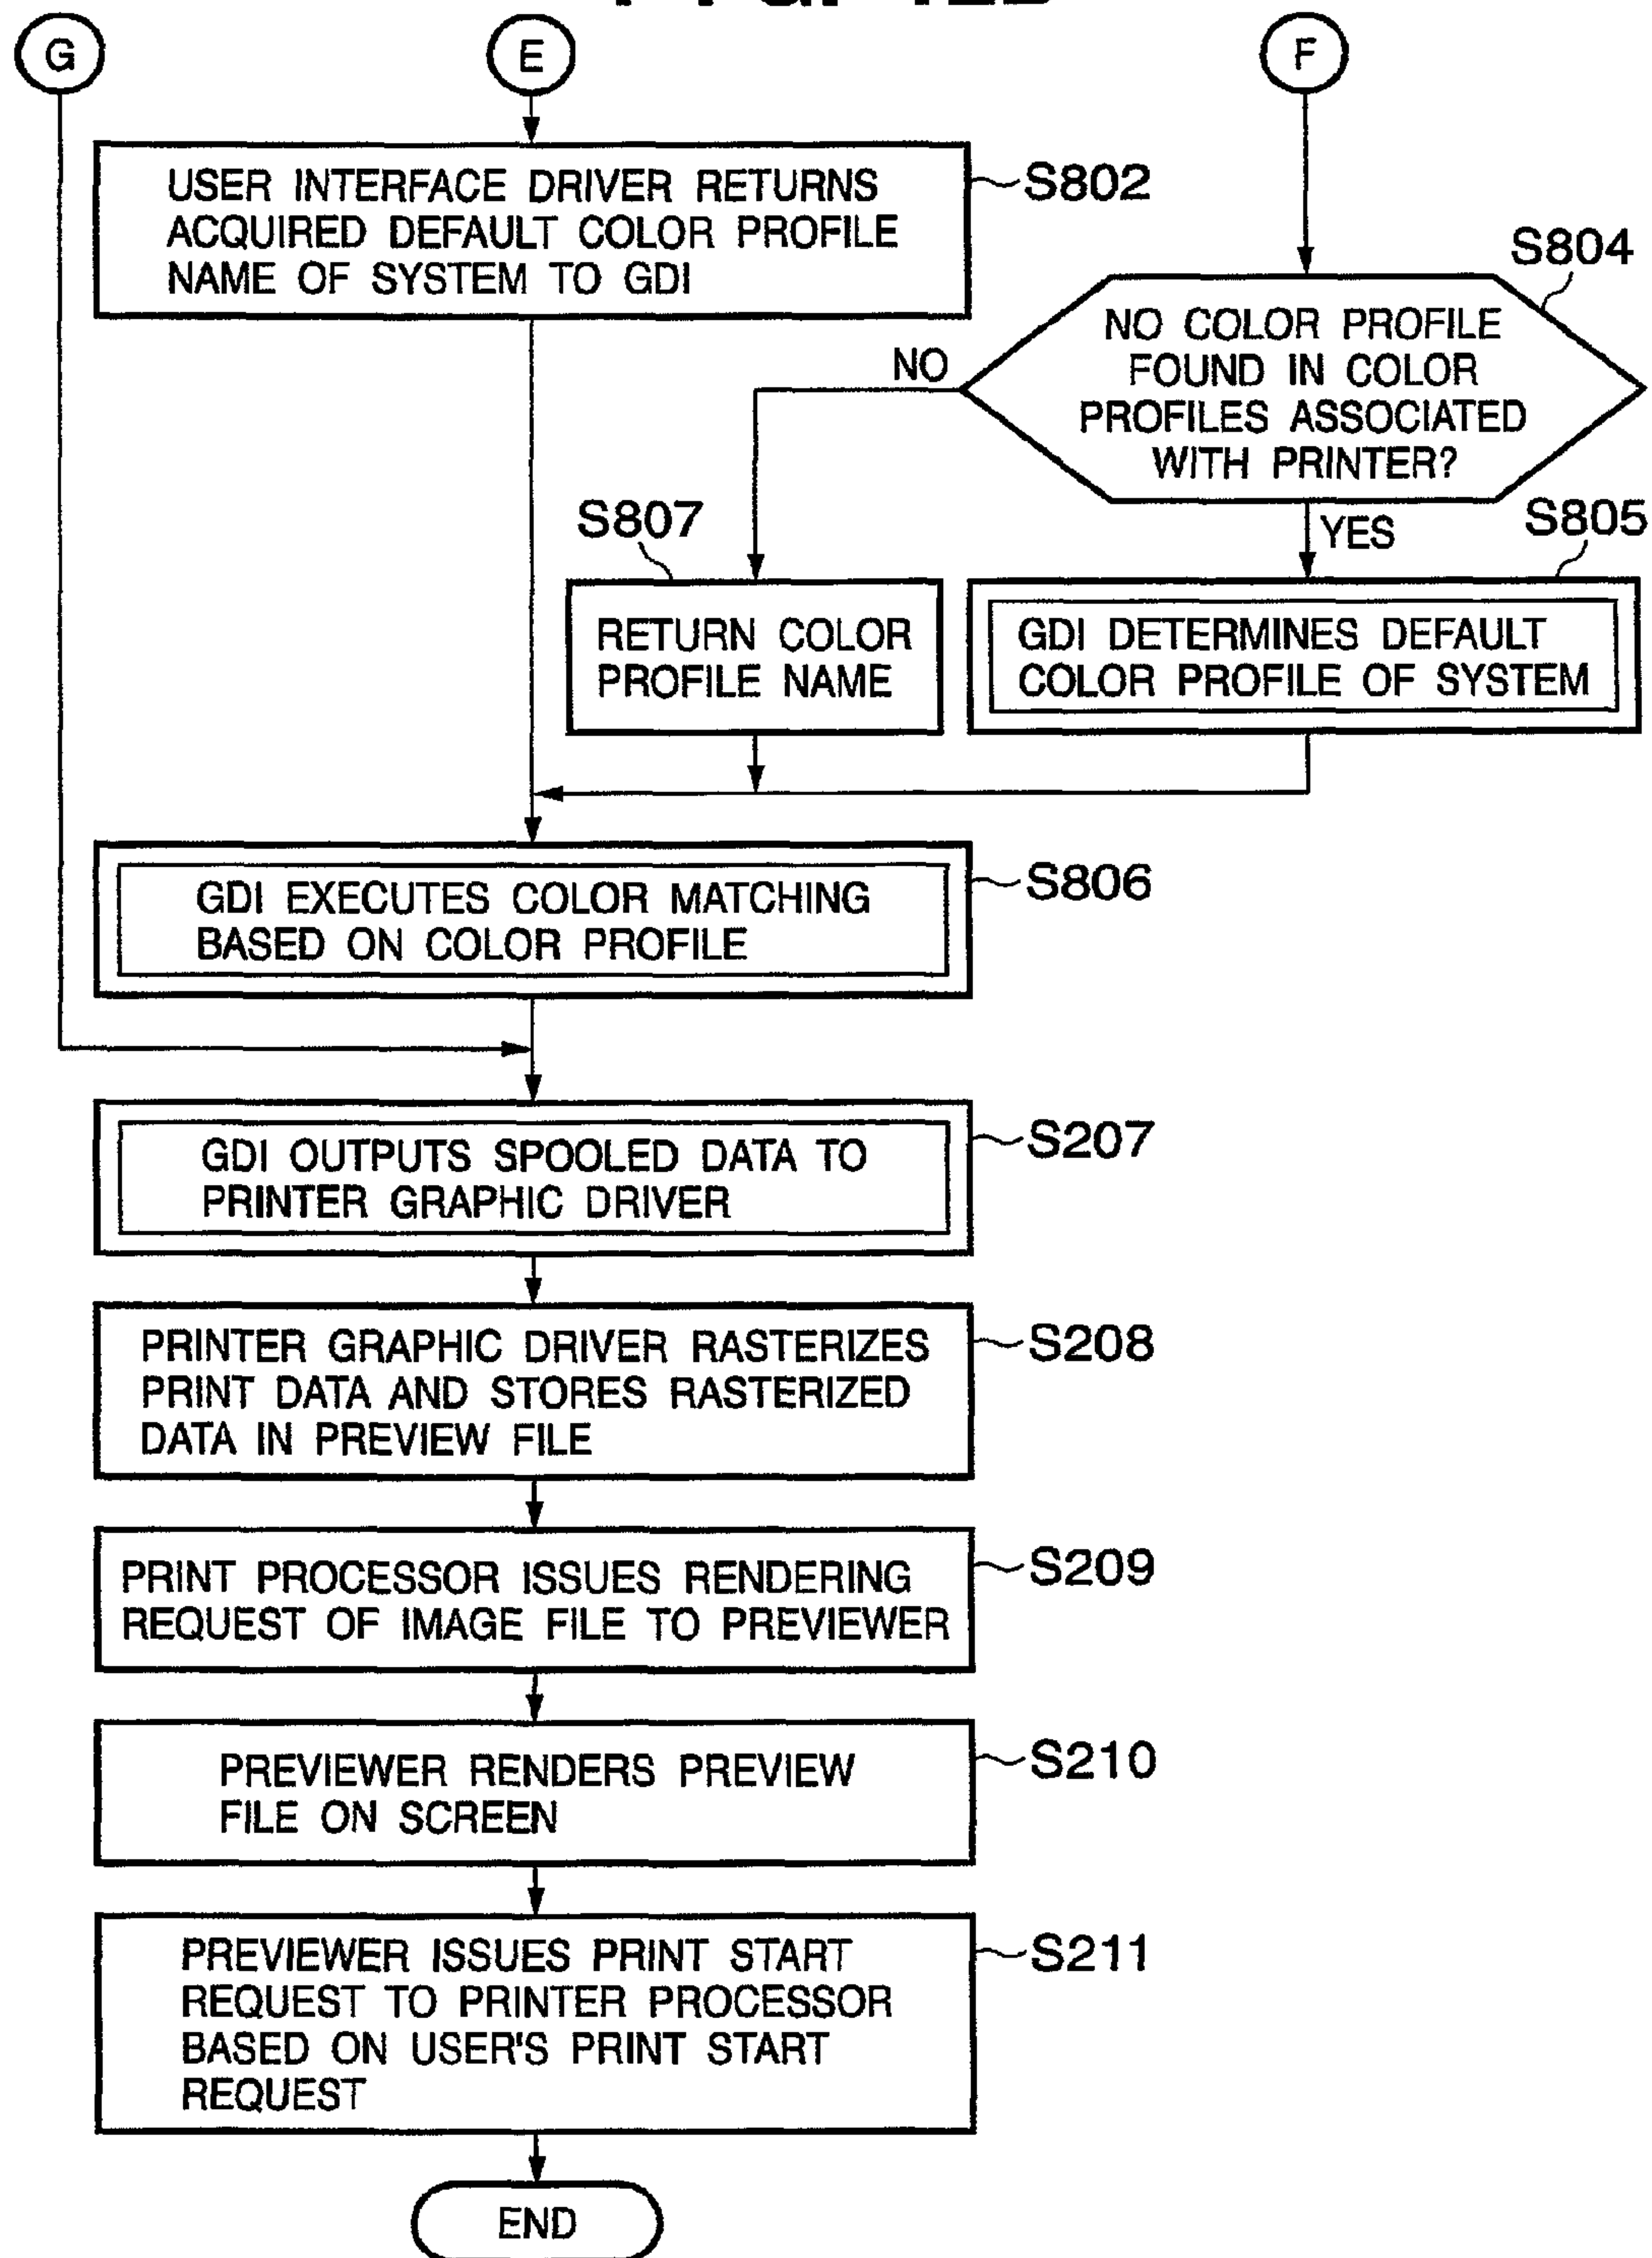 G
E
F
USER INTERFACE DRIVER RETURNS
ACQUIRED DEFAULT COLOR PROFILE
NAME OF SYSTEM TO GDI
S802
S804
NO COLOR PROFILE
FOUND IN COLOR
PROFILES ASSOCIATED
WITH PRINTER?
NO
YES
S807
RETURN COLOR
PROFILE NAME
S805
GDI DETERMINES DEFAULT
COLOR PROFILE OF SYSTEM
GDI EXECUTES COLOR MATCHING
BASED ON COLOR PROFILE
S806
GDI OUTPUTS SPOOLED DATA TO
PRINTER GRAPHIC DRIVER
S207
PRINTER GRAPHIC DRIVER RASTERIZES
PRINT DATA AND STORES RASTERIZED
DATA IN PREVIEW FILE
S208
PRINT PROCESSOR ISSUES RENDERING
REQUEST OF IMAGE FILE TO PREVIEWER
S209
PREVIEWER RENDERS PREVIEW
FILE ON SCREEN
S210
PREVIEWER ISSUES PRINT START
REQUEST TO PRINTER PROCESSOR
BASED ON USER'S PRINT START
REQUEST
S211
END